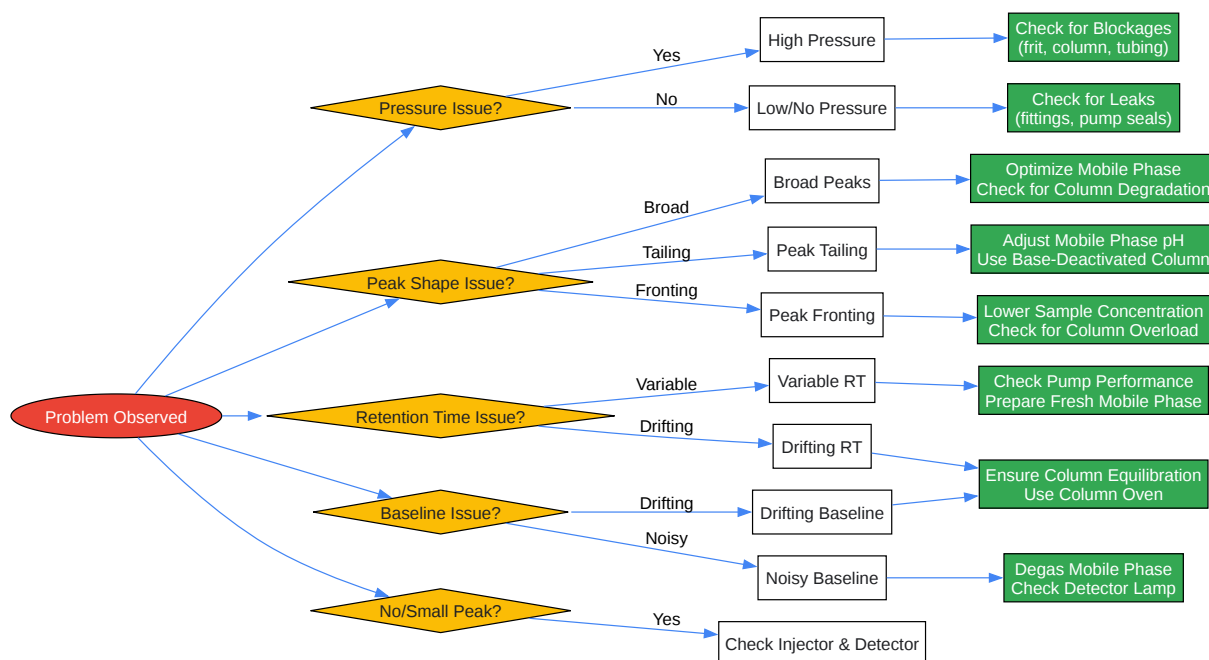 Problem Observed
Pressure Issue?
Yes
High Pressure
Check for Blockages
(frit, column, tubing)
No
Low/No Pressure
Check for Leaks
(fittings, pump seals)
Peak Shape Issue?
Broad
Broad Peaks
Optimize Mobile Phase
Check for Column Degradation
Tailing
Peak Tailing
Adjust Mobile Phase pH
Use Base-Deactivated Column
Fronting
Peak Fronting
Lower Sample Concentration
Check for Column Overload
Retention Time Issue?
Variable
Variable RT
Check Pump Performance
Prepare Fresh Mobile Phase
Drifting
Drifting RT
Ensure Column Equilibration
Use Column Oven
Baseline Issue?
Drifting
Drifting Baseline
Noisy
Noisy Baseline
Degas Mobile Phase
Check Detector Lamp
No/Small Peak?
Yes
Check Injector & Detector